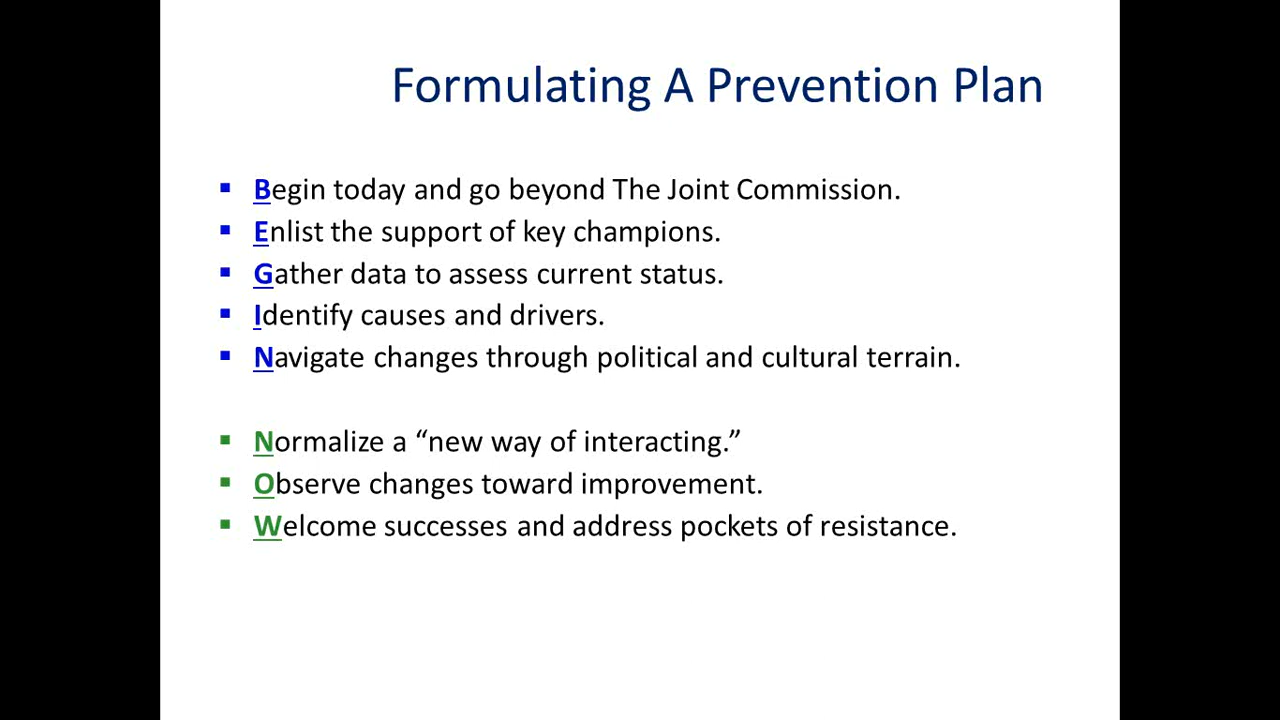 Formulating A Prevention Plan
▪ Begin today and go beyond The Joint Commission.
▪ Enlist the support of key champions.
▪ Gather data to assess current status.
▪ Identify causes and drivers.
▪ Navigate changes through political and cultural terrain.
▪ Normalize a “new way of interacting.”
▪ Observe changes toward improvement.
▪ Welcome successes and address pockets of resistance.